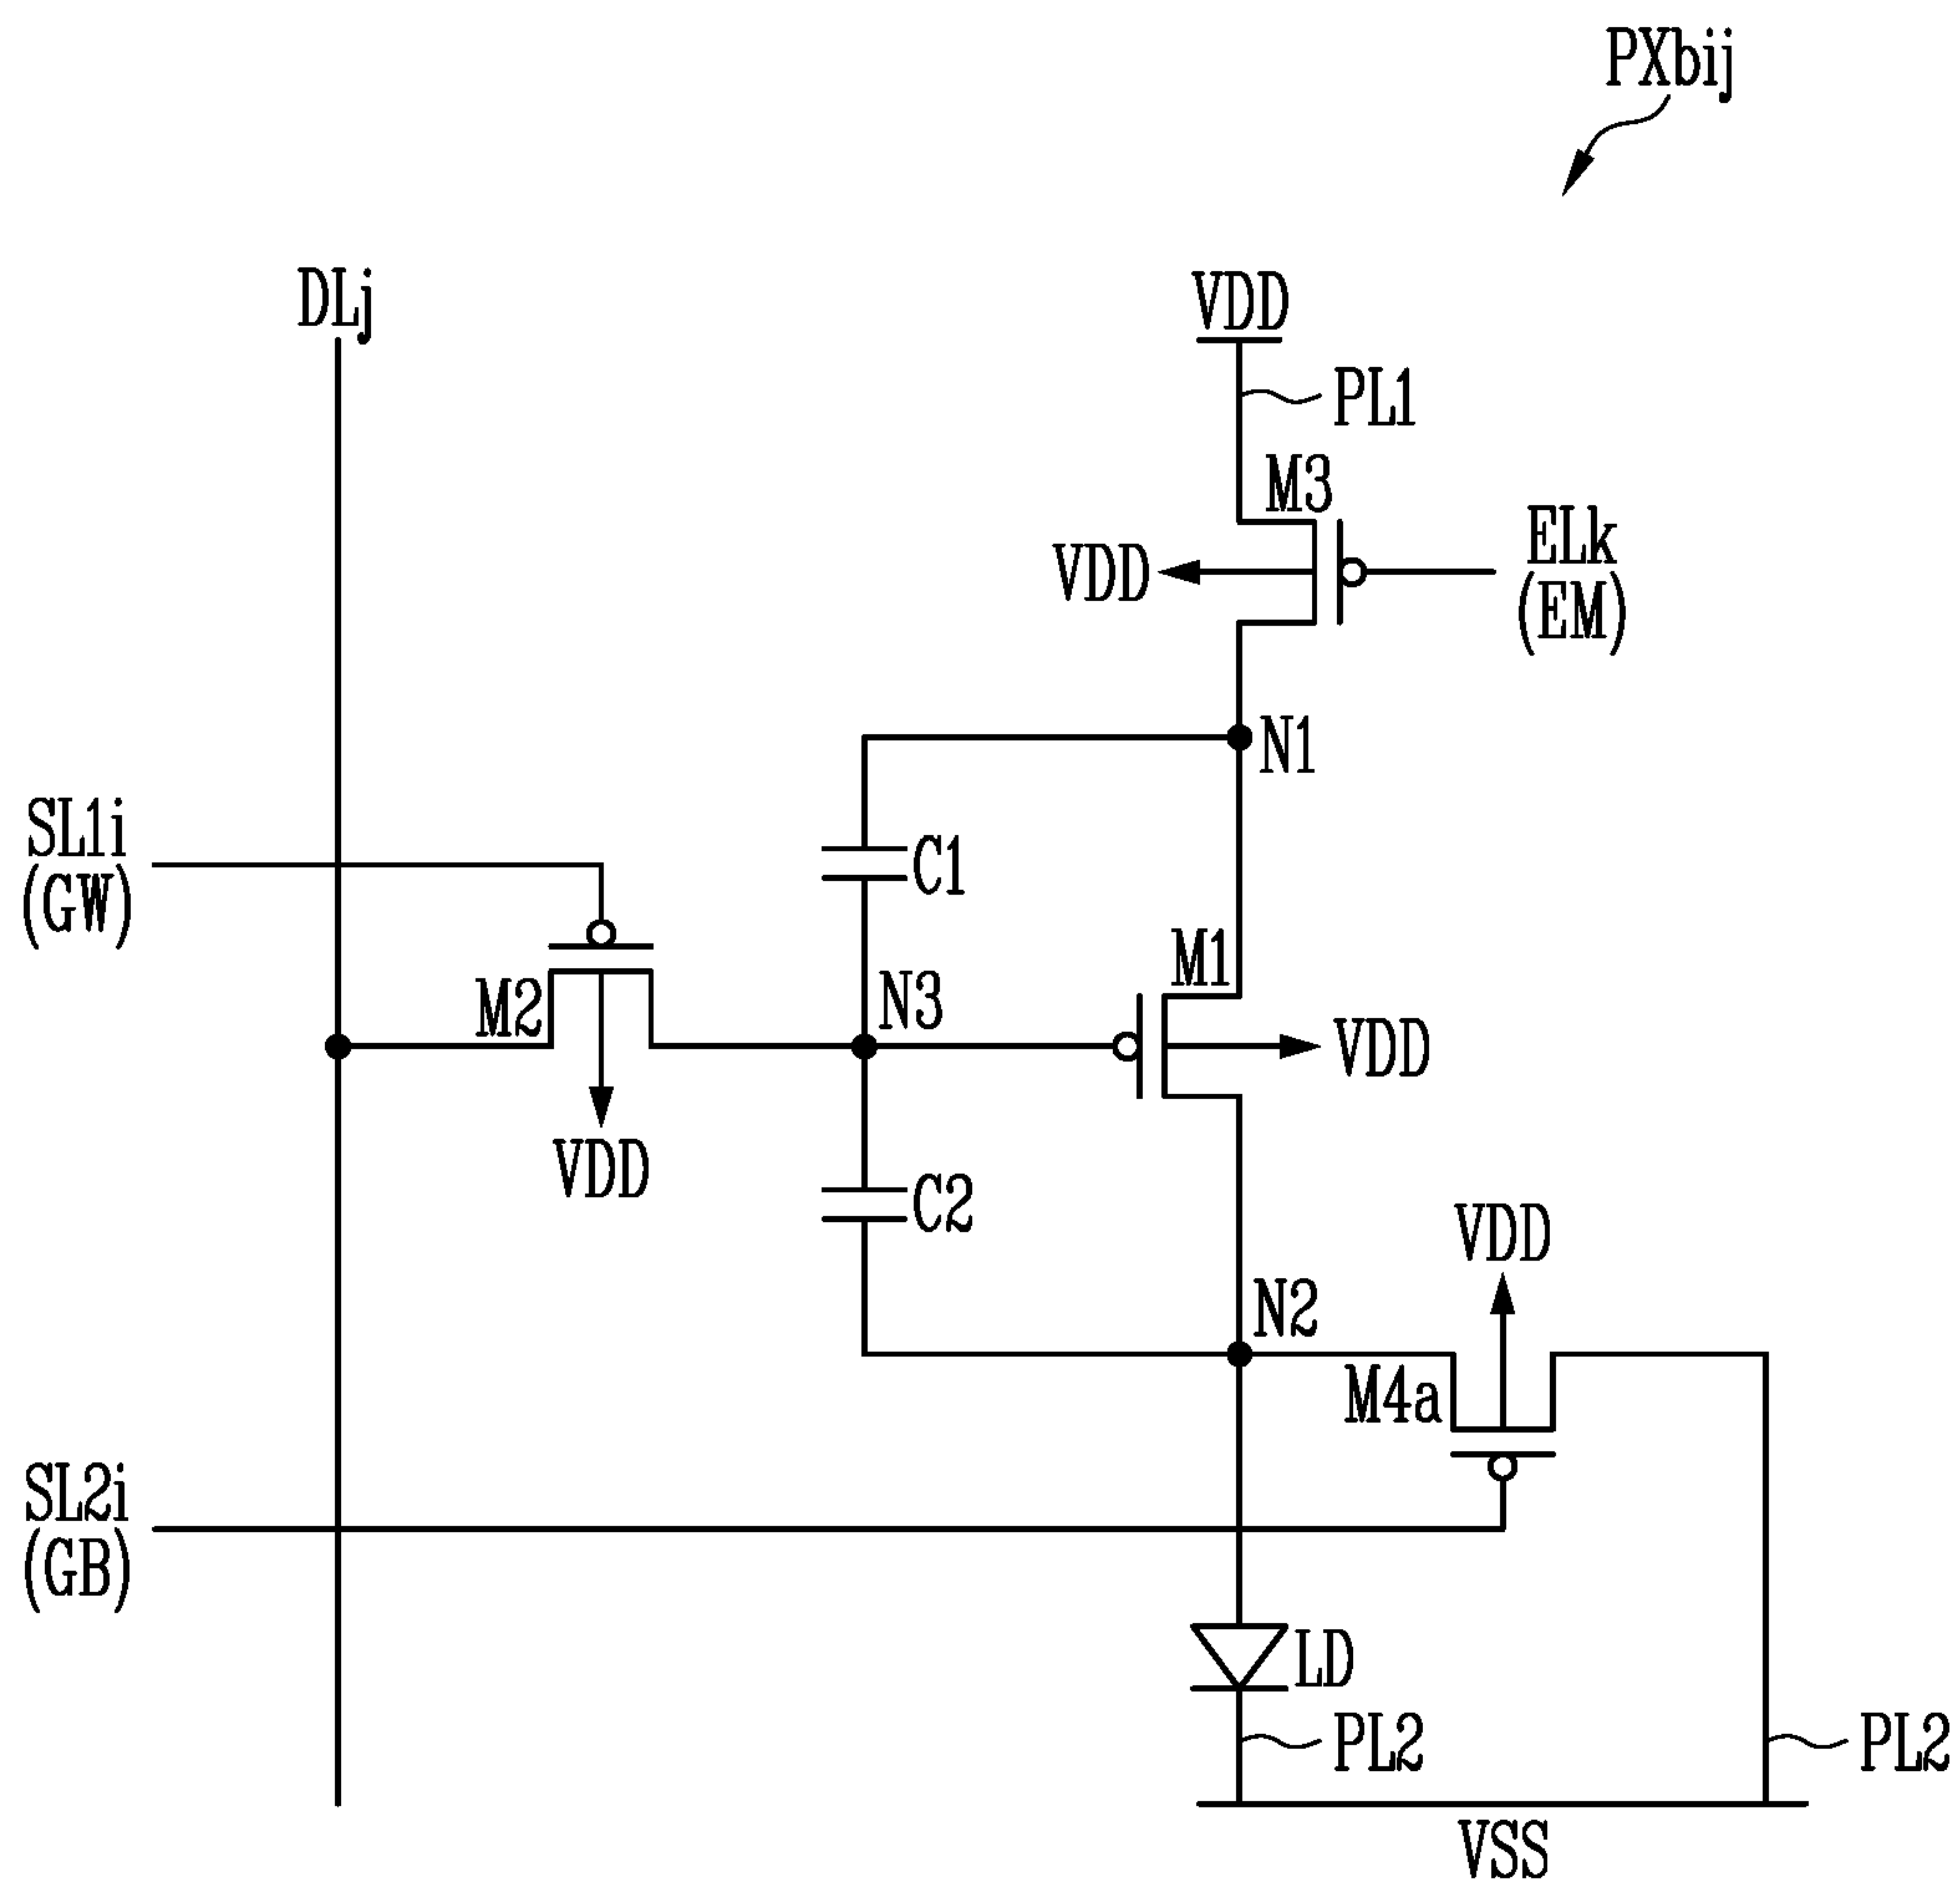 PXbij
DLj
VDD
PL1
M3
VDD
ELk
(EM)
N1
SL1i
(GW)
C1
M1
N3
M2
VDD
VDD
C2
VDD
N2
M4a
SL2i
(GB)
LD
PL2
PL2
VSS